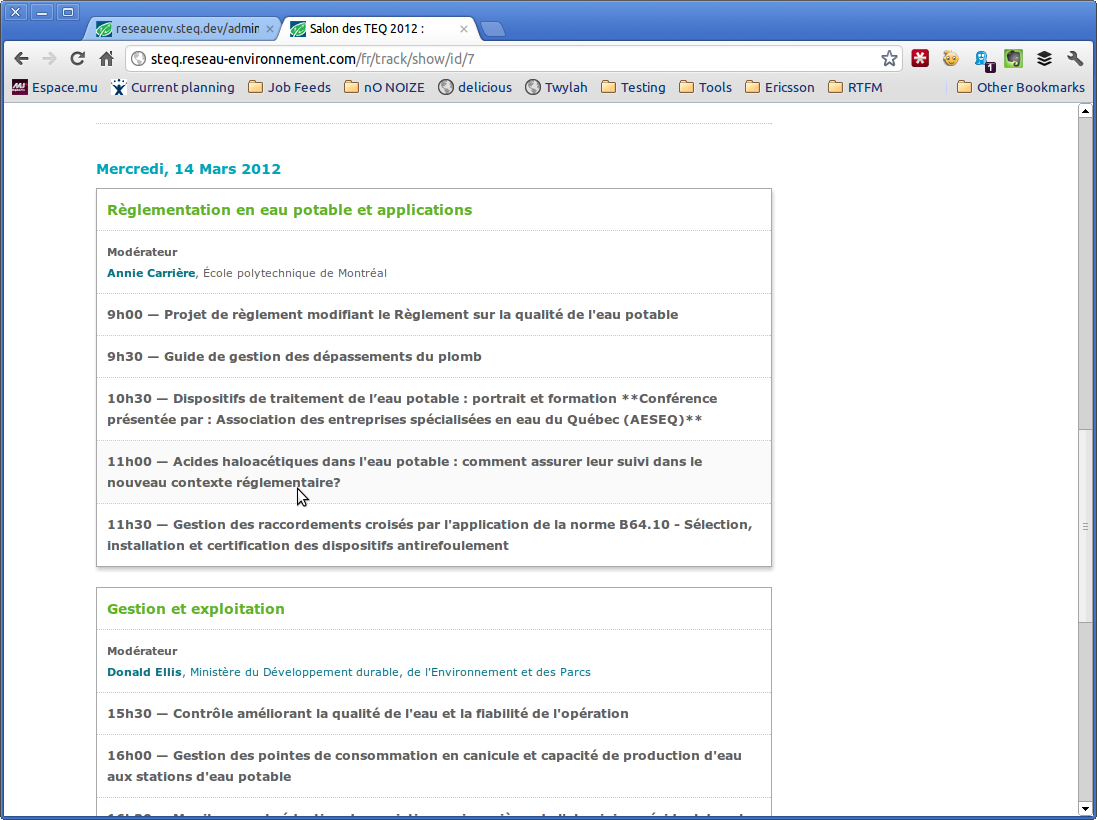 reseauenv.steq.dev/admin
Salon des TEQ 2012 :
steq.reseau-environnement.com/fr/track/show/id/7
1
Espace.mu
Current planning
Job Feeds
nO NOIZE
delicious
Twylah
Testing
Tools
Ericsson
RTFM
Other Bookmarks
Mercredi, 14 Mars 2012
Règlementation en eau potable et applications
Modérateur
Annie Carrière, École polytechnique de Montréal
9h00 — Projet de règlement modifiant le Règlement sur la qualité de l'eau potable
9h30 — Guide de gestion des dépassements du plomb
10h30 — Dispositifs de traitement de l’eau potable : portrait et formation **Conférence
présentée par : Association des entreprises spécialisées en eau du Québec (AESEQ)**
11h00 — Acides haloacétiques dans l'eau potable : comment assurer leur suivi dans le
nouveau contexte réglementaire?
11h30 — Gestion des raccordements croisés par l'application de la norme B64.10 - Sélection,
installation et certification des dispositifs antirefoulement
Gestion et exploitation
Modérateur
Donald Ellis, Ministère du Développement durable, de l'Environnement et des Parcs
15h30 — Contrôle améliorant la qualité de l'eau et la fiabilité de l'opération
16h00 — Gestion des pointes de consommation en canicule et capacité de production d'eau
aux stations d'eau potable